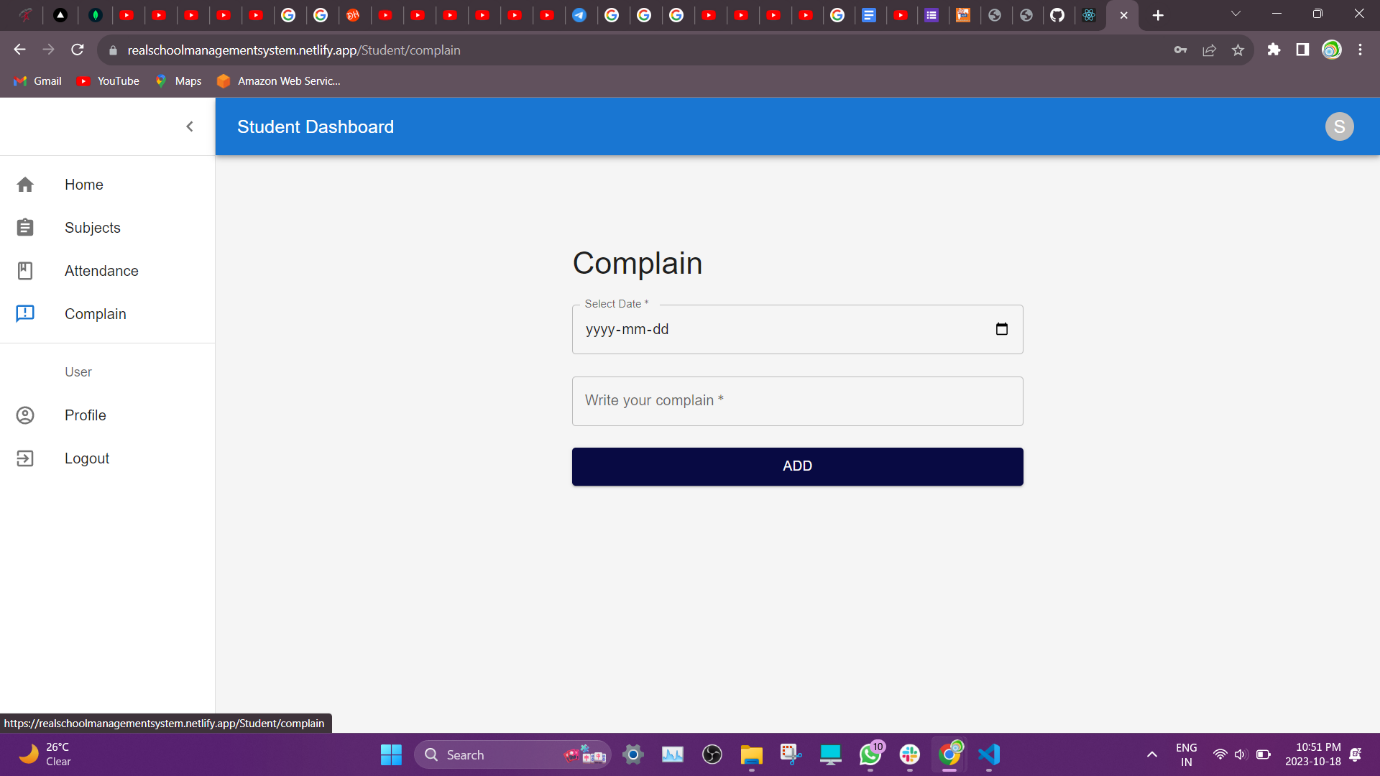 realschoolmanagementsystem.netlify.app/Student/complain
Gmail YouTube Maps Amazon Web Servic...
Student Dashboard S
Home
Subjects
Attendance
Complain
User
Profile
Logout
Complain
Select Date *
yyyy-mm-dd
Write your complain *
ADD
https://realschoolmanagementsystem.netlify.app/Student/complain
26°C
Clear
Search
10
ENG
IN
10:51 PM
2023-10-18